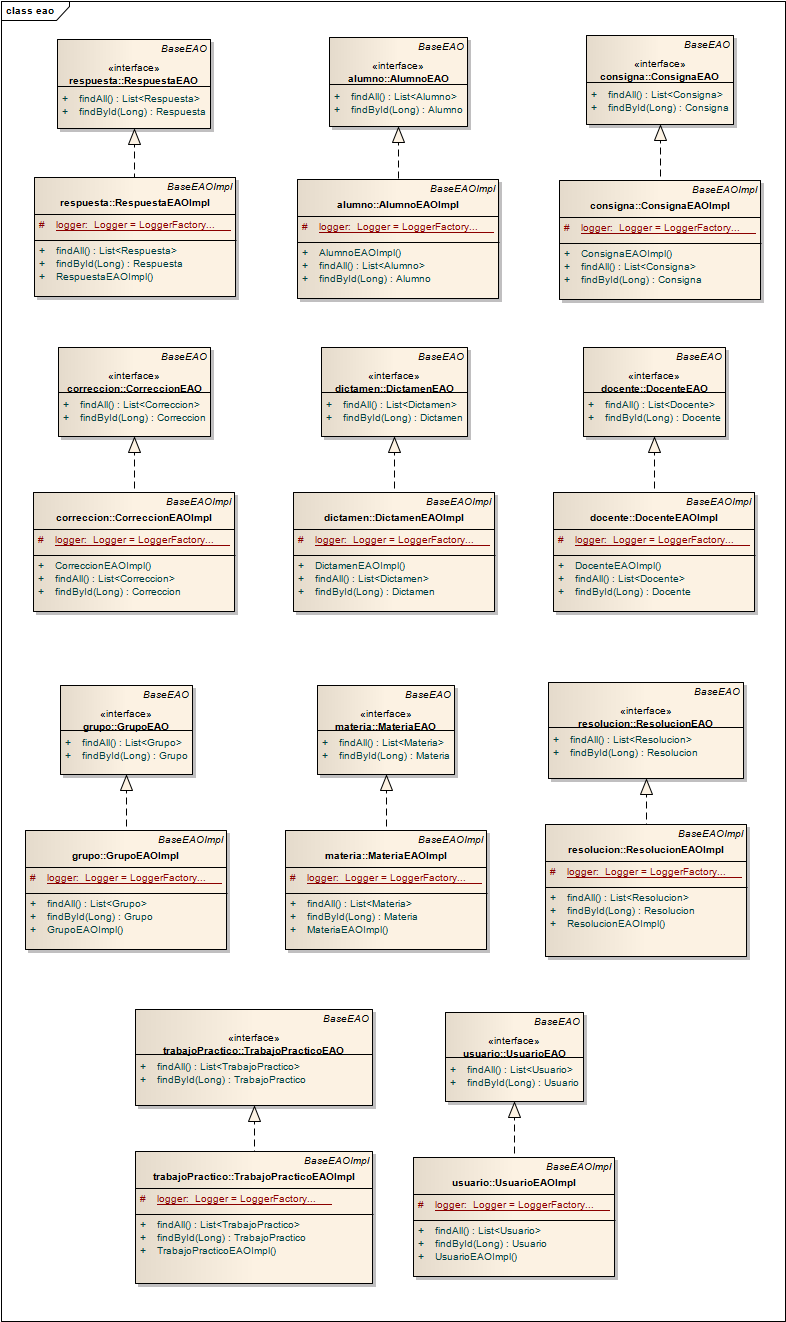 class eao
BaseEAO
«interface»
respuesta::RespuestaEAO
+ findAll() : List<Respuesta>
+ findById(Long) : Respuesta
BaseEAO
«interface»
alumno::AlumnoEAO
+ findAll() : List<Alumno>
+ findById(Long) : Alumno
BaseEAO
«interface»
consigna::ConsignaEAO
+ findAll() : List<Consigna>
+ findById(Long) : Consigna
BaseEAOImpl
respuesta::RespuestaEAOImpl
# logger: Logger = LoggerFactory...
+ findAll() : List<Respuesta>
+ findById(Long) : Respuesta
+ RespuestaEAOImpl()
BaseEAOImpl
alumno::AlumnoEAOImpl
# logger: Logger = LoggerFactory...
+ AlumnoEAOImpl()
+ findAll() : List<Alumno>
+ findById(Long) : Alumno
BaseEAOImpl
consigna::ConsignaEAOImpl
# logger: Logger = LoggerFactory...
+ ConsignaEAOImpl()
+ findAll() : List<Consigna>
+ findById(Long) : Consigna
BaseEAO
«interface»
correccion::CorreccionEAO
+ findAll() : List<Correccion>
+ findById(Long) : Correccion
BaseEAO
«interface»
dictamen::DictamenEAO
+ findAll() : List<Dictamen>
+ findById(Long) : Dictamen
BaseEAO
«interface»
docente::DocenteEAO
+ findAll() : List<Docente>
+ findById(Long) : Docente
BaseEAOImpl
correccion::CorreccionEAOImpl
# logger: Logger = LoggerFactory...
+ CorreccionEAOImpl()
+ findAll() : List<Correccion>
+ findById(Long) : Correccion
BaseEAOImpl
dictamen::DictamenEAOImpl
# logger: Logger = LoggerFactory...
+ DictamenEAOImpl()
+ findAll() : List<Dictamen>
+ findById(Long) : Dictamen
BaseEAOImpl
docente::DocenteEAOImpl
# logger: Logger = LoggerFactory...
+ DocenteEAOImpl()
+ findAll() : List<Docente>
+ findById(Long) : Docente
BaseEAO
«interface»
grupo::GrupoEAO
+ findAll() : List<Grupo>
+ findById(Long) : Grupo
BaseEAO
«interface»
materia::MateriaEAO
+ findAll() : List<Materia>
+ findById(Long) : Materia
BaseEAO
«interface»
resolucion::ResolucionEAO
+ findAll() : List<Resolucion>
+ findById(Long) : Resolucion
BaseEAOImpl
grupo::GrupoEAOImpl
# logger: Logger = LoggerFactory...
+ findAll() : List<Grupo>
+ findById(Long) : Grupo
+ GrupoEAOImpl()
BaseEAOImpl
materia::MateriaEAOImpl
# logger: Logger = LoggerFactory...
+ findAll() : List<Materia>
+ findById(Long) : Materia
+ MateriaEAOImpl()
BaseEAOImpl
resolucion::ResolucionEAOImpl
# logger: Logger = LoggerFactory...
+ findAll() : List<Resolucion>
+ findById(Long) : Resolucion
+ ResolucionEAOImpl()
BaseEAO
«interface»
trabajoPractico::TrabajoPracticoEAO
+ findAll() : List<TrabajoPractico>
+ findById(Long) : TrabajoPractico
BaseEAO
«interface»
usuario::UsuarioEAO
+ findAll() : List<Usuario>
+ findById(Long) : Usuario
BaseEAOImpl
trabajoPractico::TrabajoPracticoEAOImpl
# logger: Logger = LoggerFactory...
+ findAll() : List<TrabajoPractico>
+ findById(Long) : TrabajoPractico
+ TrabajoPracticoEAOImpl()
BaseEAOImpl
usuario::UsuarioEAOImpl
# logger: Logger = LoggerFactory...
+ findAll() : List<Usuario>
+ findById(Long) : Usuario
+ UsuarioEAOImpl()